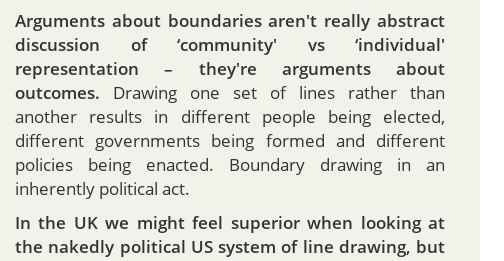 Arguments about boundaries aren't really abstract
discussion of ‘community' vs ‘individual'
representation – they're arguments about
outcomes. Drawing one set of lines rather than
another results in different people being elected,
different governments being formed and different
policies being enacted. Boundary drawing in an
inherently political act.
In the UK we might feel superior when looking at
the nakedly political US system of line drawing, but